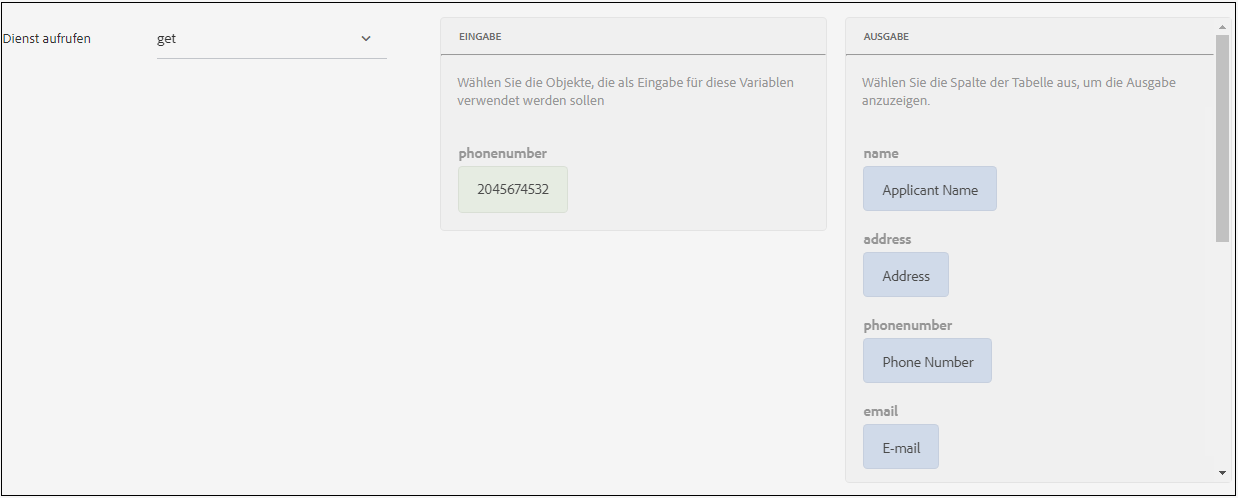 Dienst aufrufen
get
EINGABE
Wählen Sie die Objekte, die als Eingabe für diese Variablen
verwendet werden sollen
phonenumber
2045674532
AUSGABE
Wählen Sie die Spalte der Tabelle aus, um die Ausgabe
anzuzeigen.
name
Applicant Name
address
Address
phonenumber
Phone Number
email
E-mail